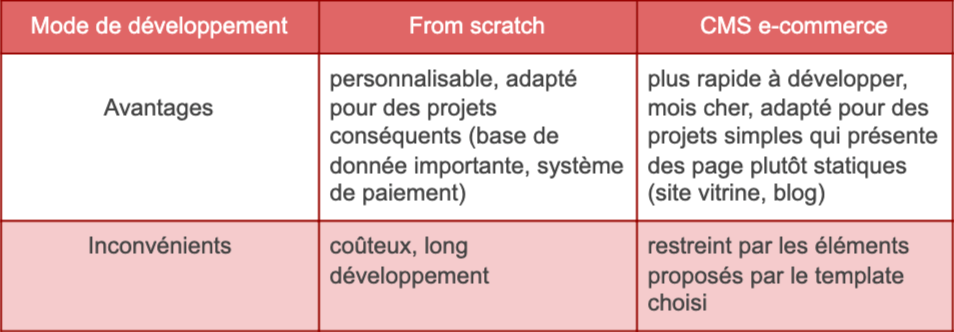 Mode de développement
From scratch
CMS e-commerce
Avantages
personnalisable, adapté
pour des projets
conséquents (base de
donnée importante, système
de paiement)
plus rapide à développer,
mois cher, adapté pour des
projets simples qui présente
des page plutôt statiques
(site vitrine, blog)
Inconvénients
coûteux, long
développement
restreint par les éléments
proposés par le template
choisi